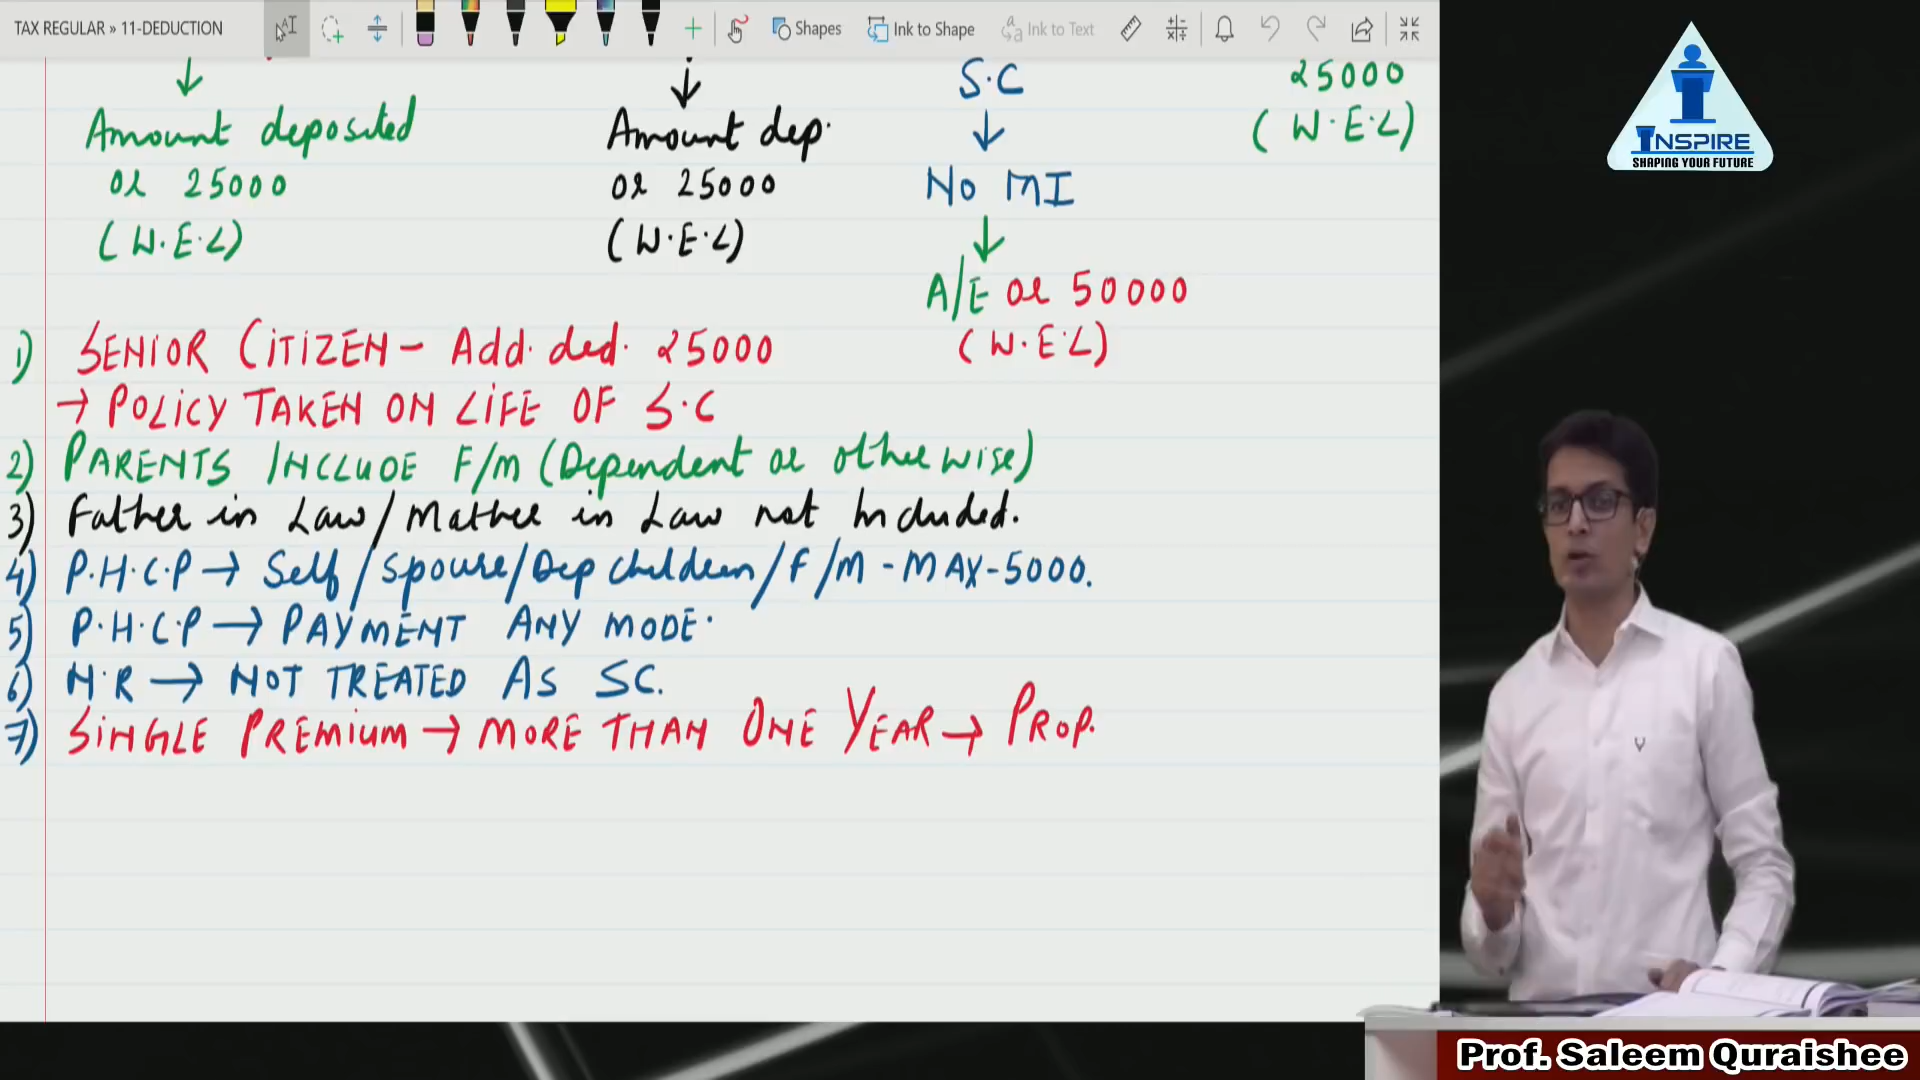 TAX REGULAR » 11-DEDUCTION
Shapes
Ink to Shape
Ink to Text
Amount deposited
or 25000
(W.E.L)
Amount dep.
or 25000
(W.E.L)
S.C
No MI
A/E or 50000
(W.E.L)
25000
(W.E.L)
1) SENIOR CITIZEN - Add. ded. 25000
→ POLICY TAKEN ON LIFE OF S.C
2) PARENTS INCLUDE F/M (Dependent or otherwise)
3) Father in Law/Mother in Law not Included.
4) P.H.C.P → Self/Spouse/Dep children/F/M - MAX-5000.
5) P.H.C.P → PAYMENT ANY MODE.
6) N.R → NOT TREATED AS SC.
7) SINGLE PREMIUM → MORE THAN ONE YEAR → PROP.
INSPIRE
SHAPING YOUR FUTURE
Prof. Saleem Quraishee